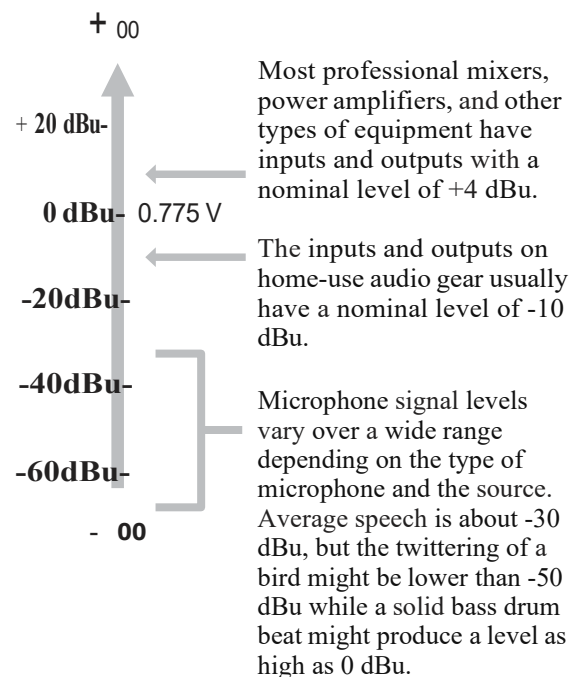 + 00
+ 20 dBu-
0 dBu- 0.775 V
-20dBu-
-40dBu-
-60dBu-
- 00
Most professional mixers,
power amplifiers, and other
types of equipment have
inputs and outputs with a
nominal level of +4 dBu.
The inputs and outputs on
home-use audio gear usually
have a nominal level of -10
dBu.
Microphone signal levels
vary over a wide range
depending on the type of
microphone and the source.
Average speech is about -30
dBu, but the twittering of a
bird might be lower than -50
dBu while a solid bass drum
beat might produce a level as
high as 0 dBu.